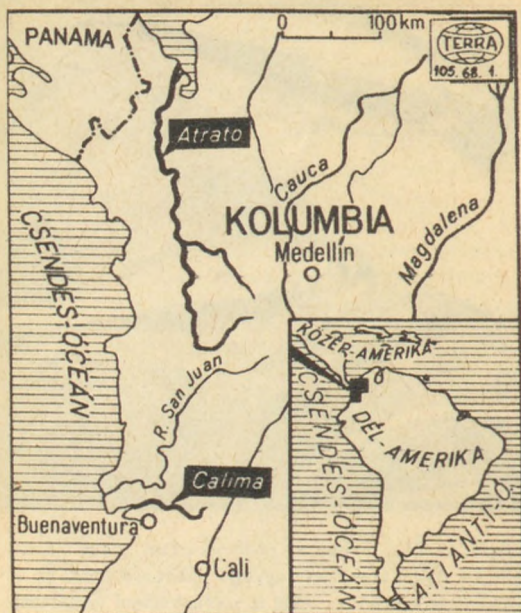 PANAMA
0 100 km
TERRA
105. 68. 1.
Atrato
Cauca
KOLUMBIA
Medellín
Magdalena
CSENDES-ÓCEÁN
R. San Juan
Calima
Buenaventura
Cali
KÖZÉP-AMERIKA
DÉL-AMERIKA
CSENDES-ÓCEÁN
ATLANTI-Ó.